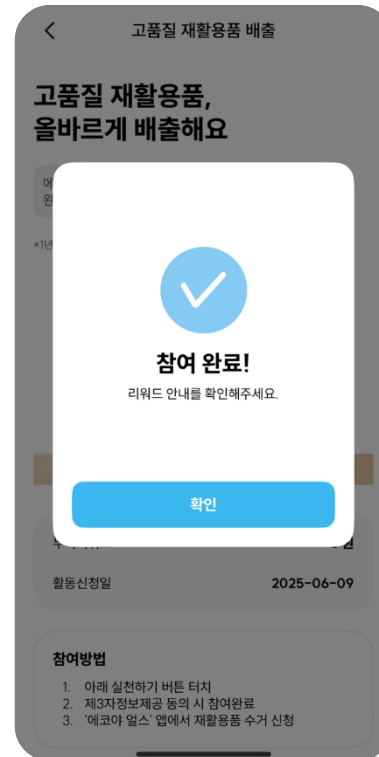 고품질 재활용품 배출
고품질 재활용품,
올바르게 배출해요
에
완
*1년
참여 완료!
리워드 안내를 확인해주세요.
확인
원
활동신청일 2025-06-09
참여방법
1. 아래 실천하기 버튼 터치
2. 제3자정보제공 동의 시 참여완료
3. '에코야 얼스' 앱에서 재활용품 수거 신청